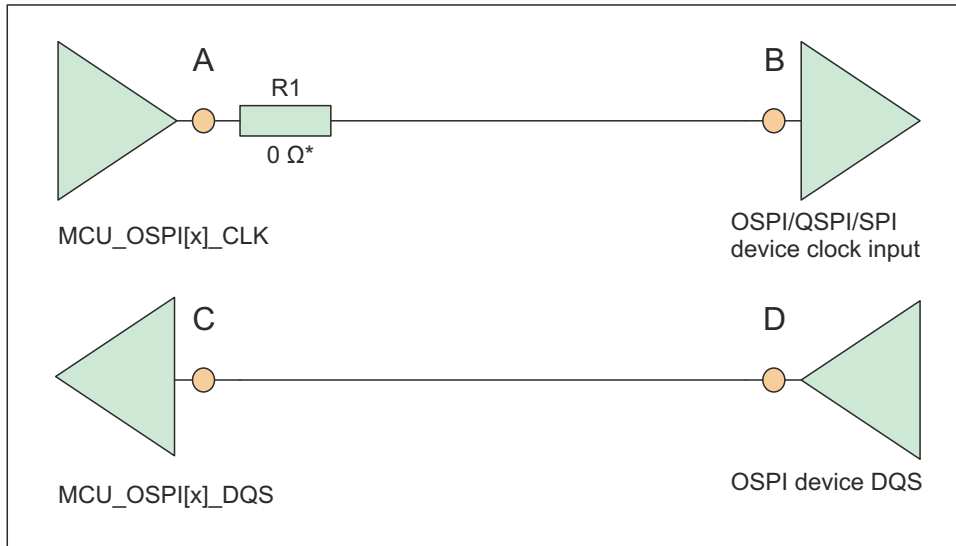 A
B
R1
0 Ω*
MCU_OSPI[x]_CLK
OSPI/QSPI/SPI
device clock input
C
D
MCU_OSPI[x]_DQS
OSPI device DQS